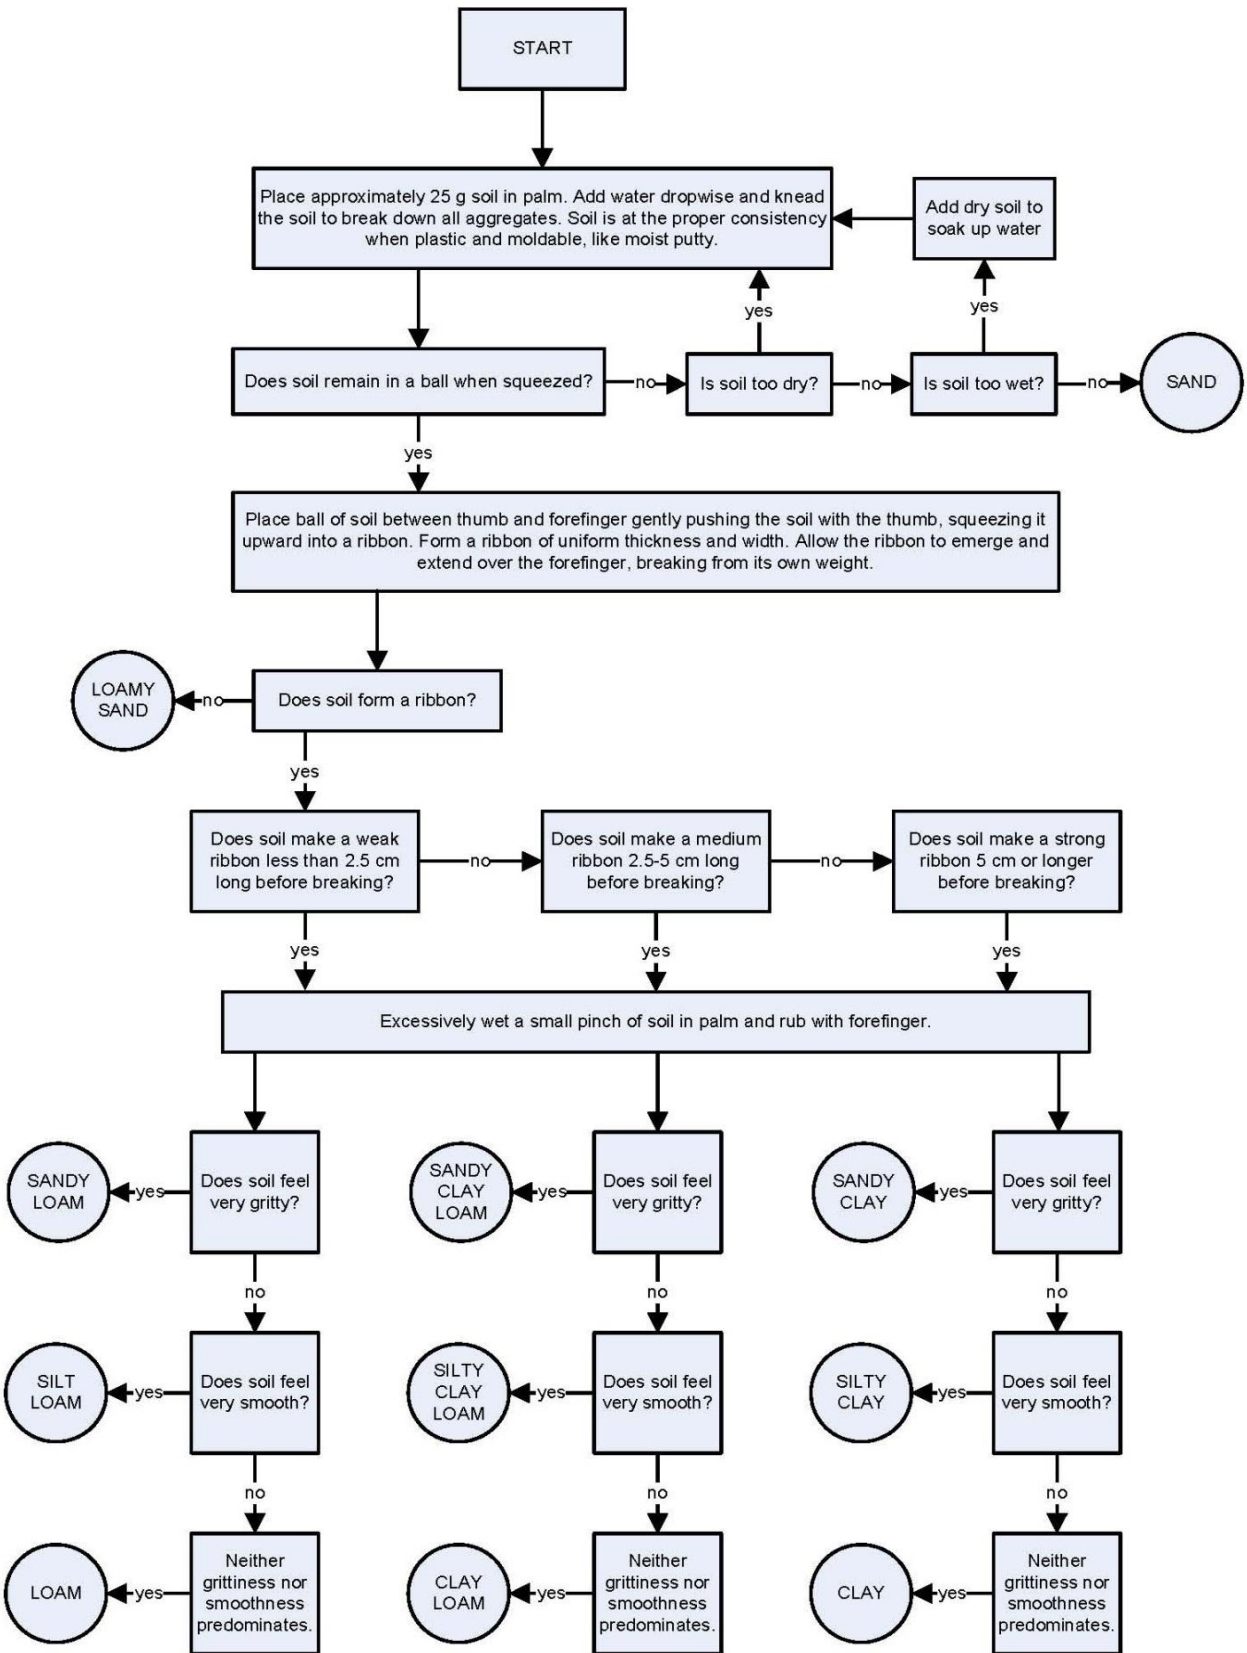 START
Place approximately 25 g soil in palm. Add water dropwise and knead
the soil to break down all aggregates. Soil is at the proper consistency
when plastic and moldable, like moist putty.
Add dry soil to
soak up water
yes
yes
Does soil remain in a ball when squeezed?
no
Is soil too dry?
no
Is soil too wet?
no
SAND
yes
Place ball of soil between thumb and forefinger gently pushing the soil with the thumb, squeezing it
upward into a ribbon. Form a ribbon of uniform thickness and width. Allow the ribbon to emerge and
extend over the forefinger, breaking from its own weight.
LOAMY
SAND
no
Does soil form a ribbon?
yes
Does soil make a weak
ribbon less than 2.5 cm
long before breaking?
no
Does soil make a medium
ribbon 2.5-5 cm long
before breaking?
no
Does soil make a strong
ribbon 5 cm or longer
before breaking?
yes
yes
yes
Excessively wet a small pinch of soil in palm and rub with forefinger.
SANDY
LOAM
yes
Does soil feel
very gritty?
SANDY
CLAY
LOAM
yes
Does soil feel
very gritty?
SANDY
CLAY
yes
Does soil feel
very gritty?
no
no
no
SILT
LOAM
yes
Does soil feel
very smooth?
SILTY
CLAY
LOAM
yes
Does soil feel
very smooth?
SILTY
CLAY
yes
Does soil feel
very smooth?
no
no
no
LOAM
yes
Neither
grittiness nor
smoothness
predominates.
CLAY
LOAM
yes
Neither
grittiness nor
smoothness
predominates.
CLAY
yes
Neither
grittiness nor
smoothness
predominates.